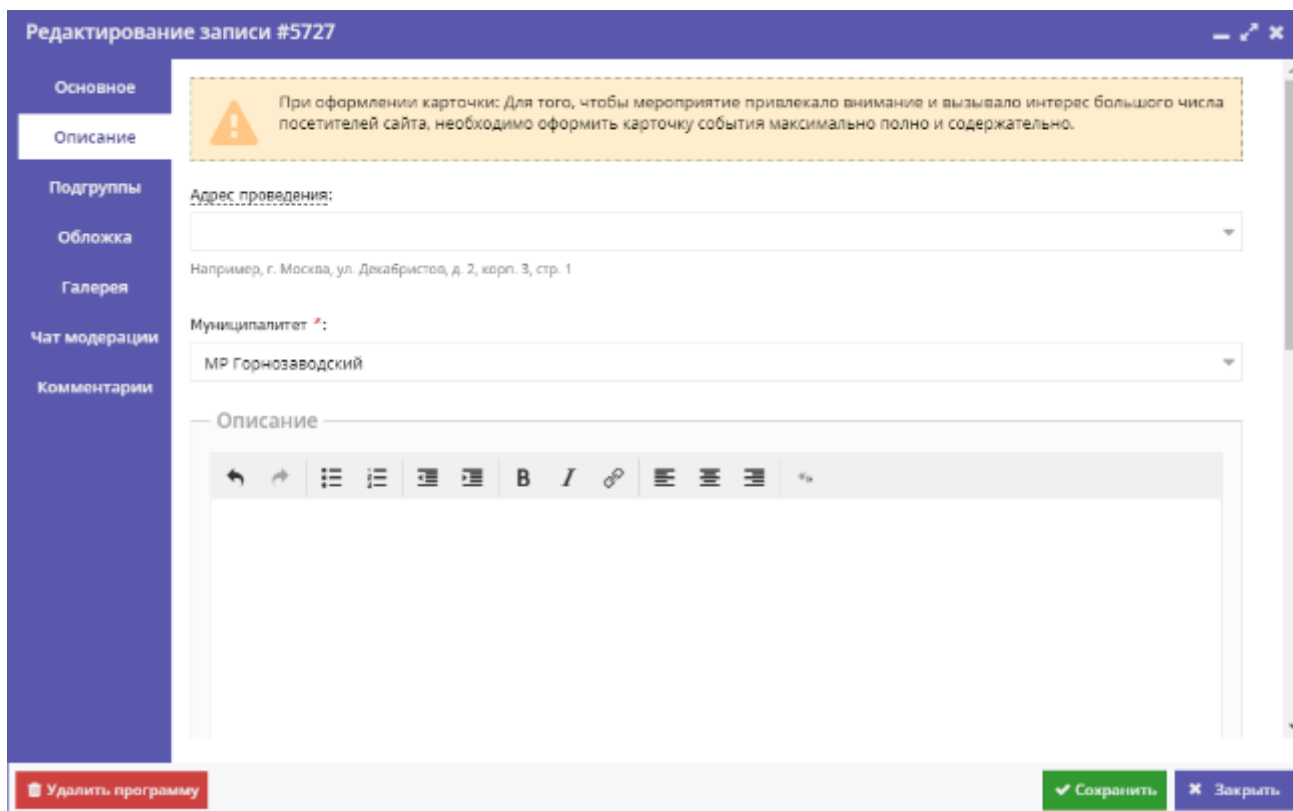 Редактирование записи #5727
Основное
Описание
Подгруппы
Обложка
Галерея
Чат модерации
Комментарии
При оформлении карточки: Для того, чтобы мероприятие привлекало внимание и вызывало интерес большого числа
посетителей сайта, необходимо оформить карточку события максимально полно и содержательно.
Адрес проведения:
Например, г. Москва, ул. Декабристов, д. 2, корп. 3, стр. 1
Муниципалитет *:
МР Горнозаводский
Описание
B I
Удалить программу
Сохранить
Закрыть